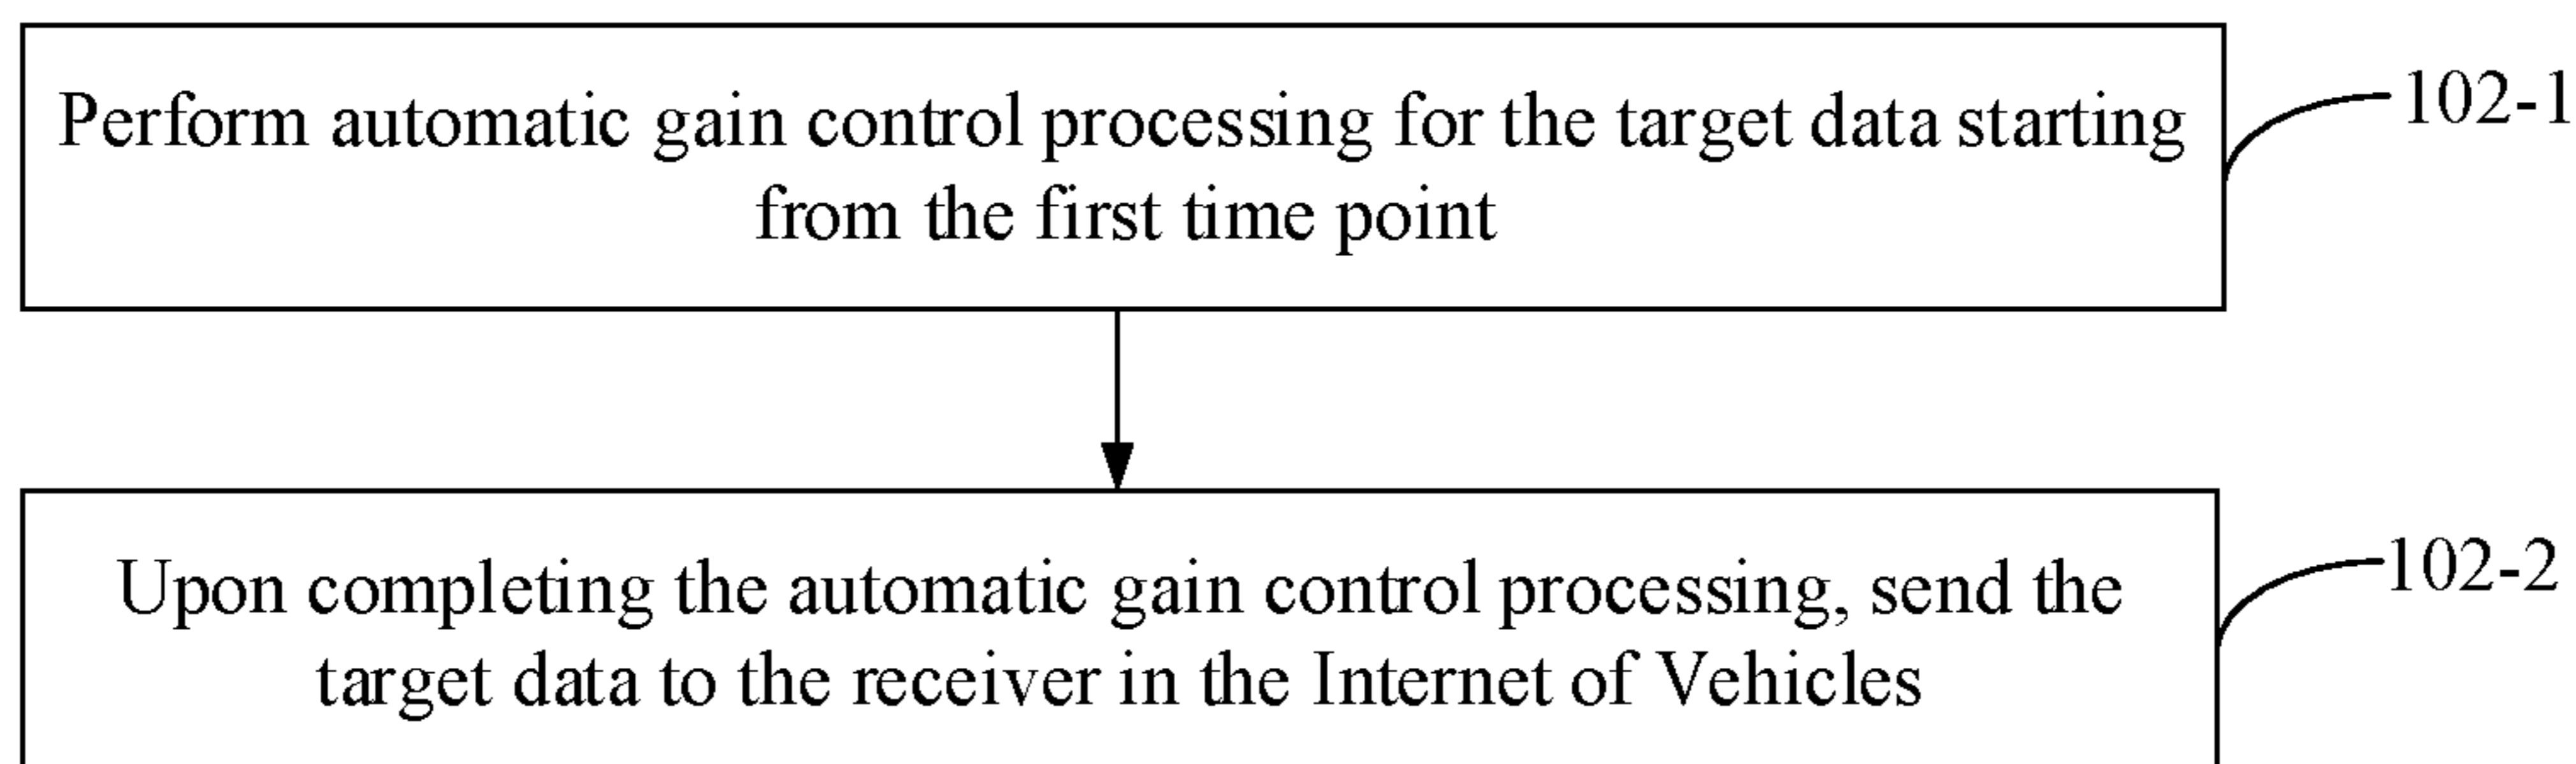 Perform automatic gain control processing for the target data starting
from the first time point
102-1
Upon completing the automatic gain control processing, send the
target data to the receiver in the Internet of Vehicles
102-2